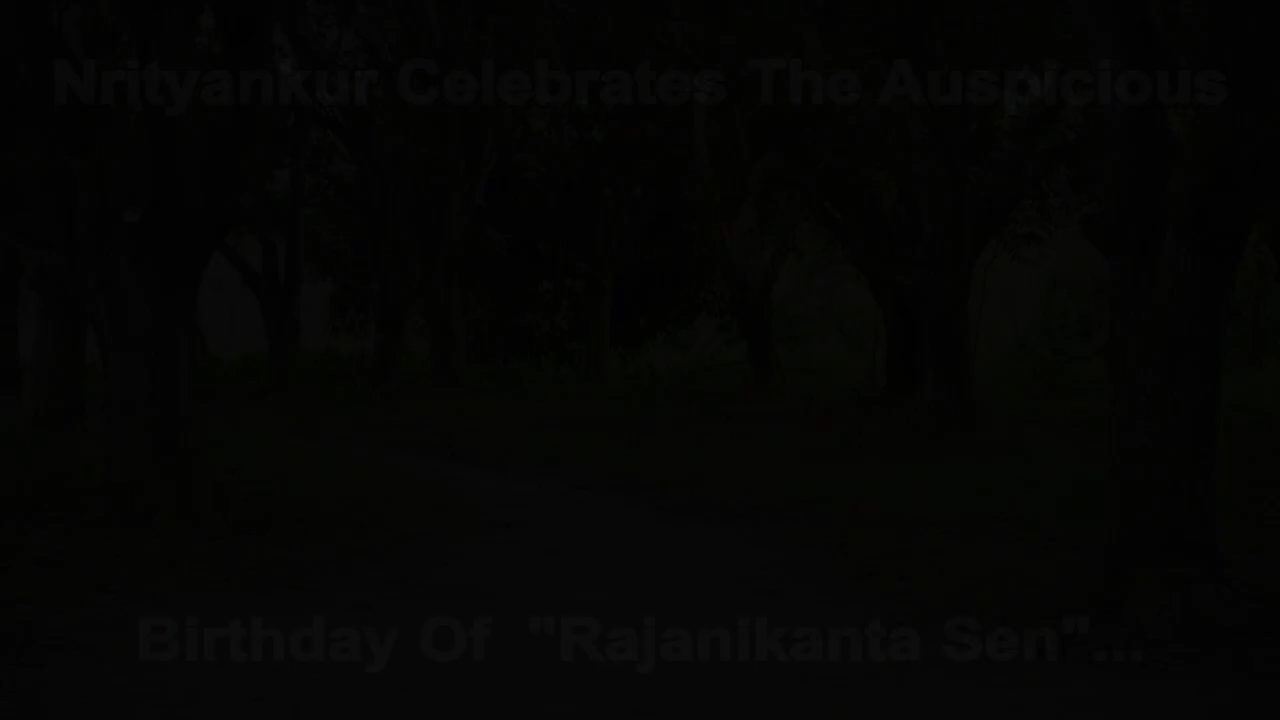 Nrityankur Celebrates The Auspicious
Birthday Of "Rajanikanta Sen"...